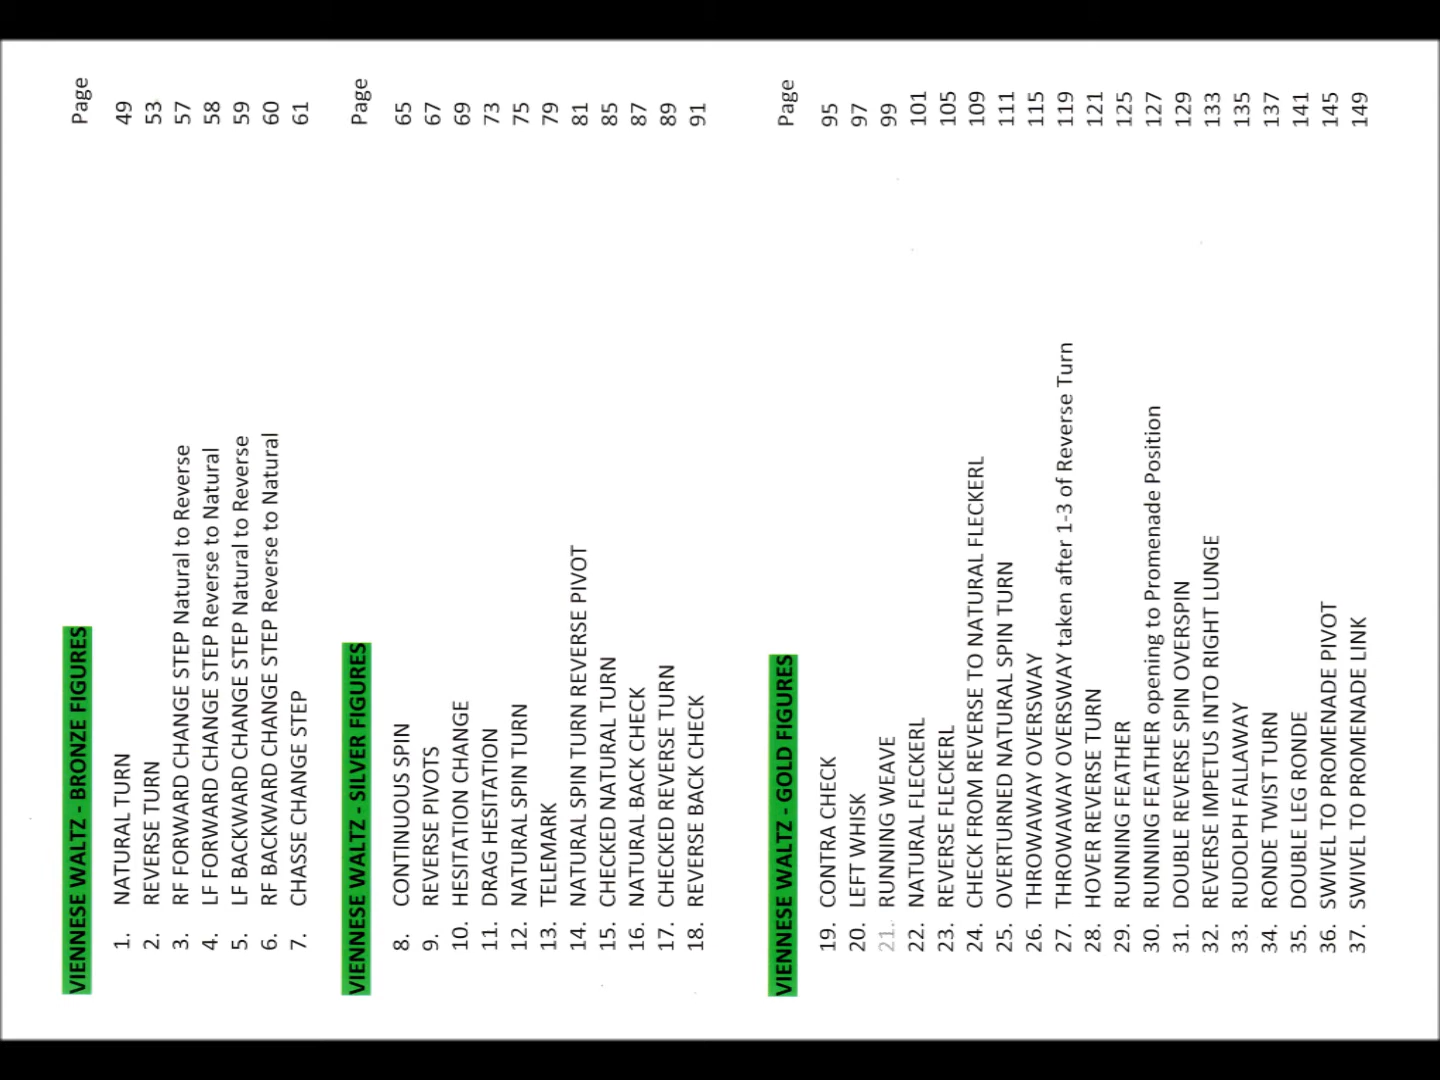 VIENNESE WALTZ - BRONZE FIGURES Page
1. NATURAL TURN 49
2. REVERSE TURN 53
3. RF FORWARD CHANGE STEP Natural to Reverse 57
4. LF FORWARD CHANGE STEP Reverse to Natural 58
5. LF BACKWARD CHANGE STEP Natural to Reverse 59
6. RF BACKWARD CHANGE STEP Reverse to Natural 60
7. CHASSE CHANGE STEP 61
VIENNESE WALTZ - SILVER FIGURES Page
8. CONTINUOUS SPIN 65
9. REVERSE PIVOTS 67
10. HESITATION CHANGE 69
11. DRAG HESITATION 73
12. NATURAL SPIN TURN 75
13. TELEMARK 79
14. NATURAL SPIN TURN REVERSE PIVOT 81
15. CHECKED NATURAL TURN 85
16. NATURAL BACK CHECK 87
17. CHECKED REVERSE TURN 89
18. REVERSE BACK CHECK 91
VIENNESE WALTZ - GOLD FIGURES Page
19. CONTRA CHECK 95
20. LEFT WHISK 97
21. RUNNING WEAVE 99
22. NATURAL FLECKERL 101
23. REVERSE FLECKERL 105
24. CHECK FROM REVERSE TO NATURAL FLECKERL 109
25. OVERTURNED NATURAL SPIN TURN 111
26. THROWAWAY OVERSWAY 115
27. THROWAWAY OVERSWAY taken after 1-3 of Reverse Turn 119
28. HOVER REVERSE TURN 121
29. RUNNING FEATHER 125
30. RUNNING FEATHER opening to Promenade Position 127
31. DOUBLE REVERSE SPIN OVERSPIN 129
32. REVERSE IMPETUS INTO RIGHT LUNGE 133
33. RUDOLPH FALLAWAY 135
34. RONDE TWIST TURN 137
35. DOUBLE LEG RONDE 141
36. SWIVEL TO PROMENADE PIVOT 145
37. SWIVEL TO PROMENADE LINK 149